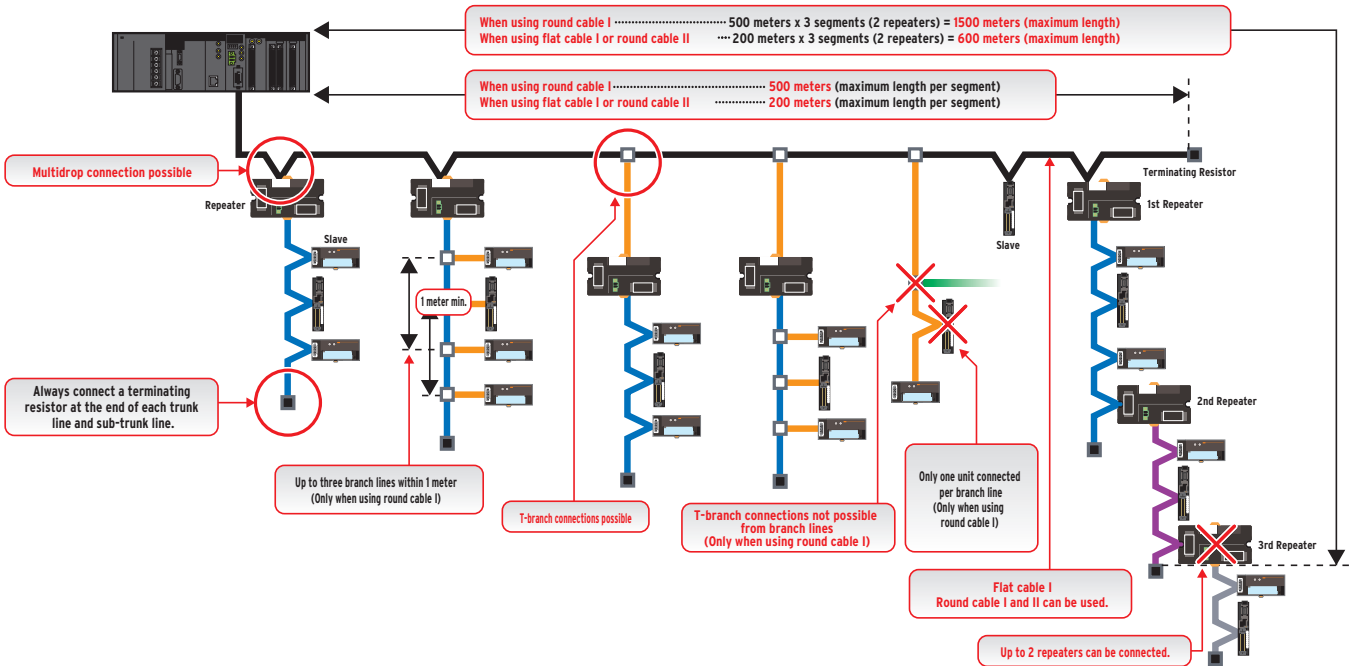 When using round cable I ······························ 500 meters x 3 segments (2 repeaters) = 1500 meters (maximum length)
When using flat cable I or round cable II ···· 200 meters x 3 segments (2 repeaters) = 600 meters (maximum length)
When using round cable I ······························ 500 meters (maximum length per segment)
When using flat cable I or round cable II ·············· 200 meters (maximum length per segment)
Multidrop connection possible
Terminating Resistor
Repeater
1st Repeater
Slave
Slave
1 meter min.
Always connect a terminating
resistor at the end of each trunk
line and sub-trunk line.
2nd Repeater
Up to three branch lines within 1 meter
(Only when using round cable I)
T-branch connections possible
T-branch connections not possible
from branch lines
(Only when using round cable I)
Only one unit connected
per branch line
(Only when using
round cable I)
3rd Repeater
Flat cable I
Round cable I and II can be used.
Up to 2 repeaters can be connected.